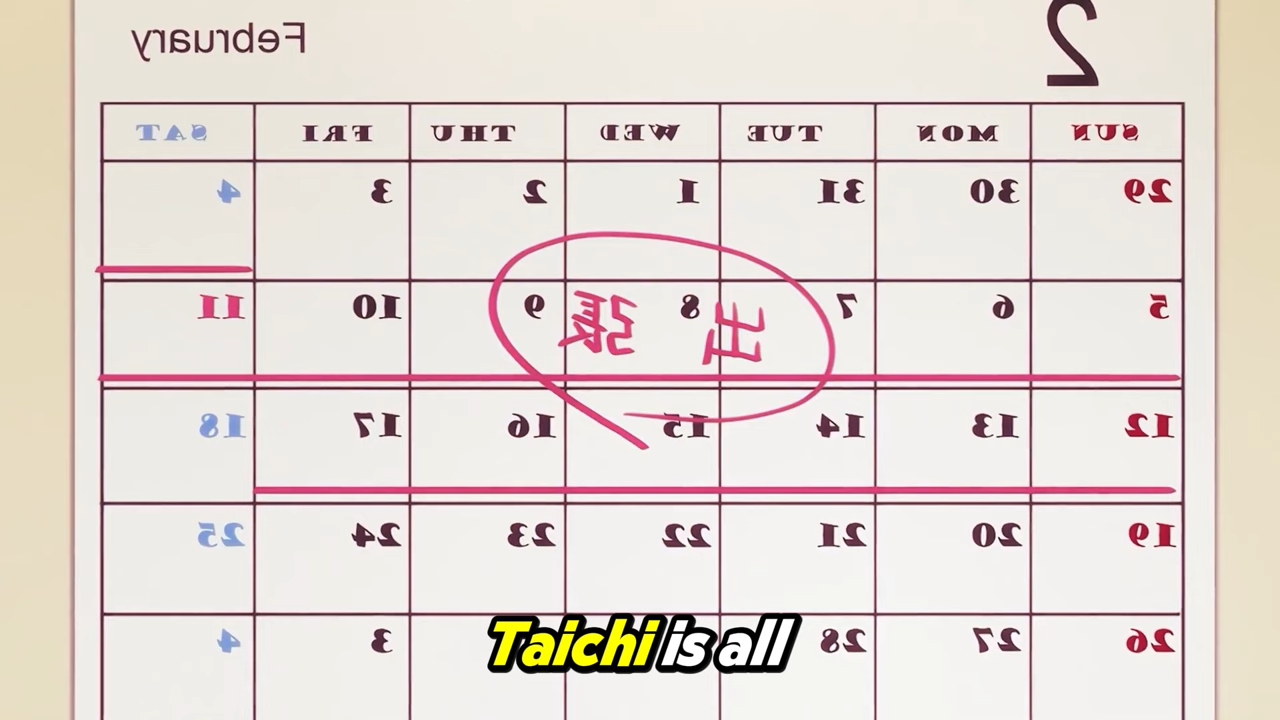 2 February
SUN MON TUE WED THU FRI SAT
29 30 31 1 2 3 4
5 6 7 8 9 10 11
出張
12 13 14 15 16 17 18
19 20 21 22 23 24 25
26 27 28 3 4
Taichi is all